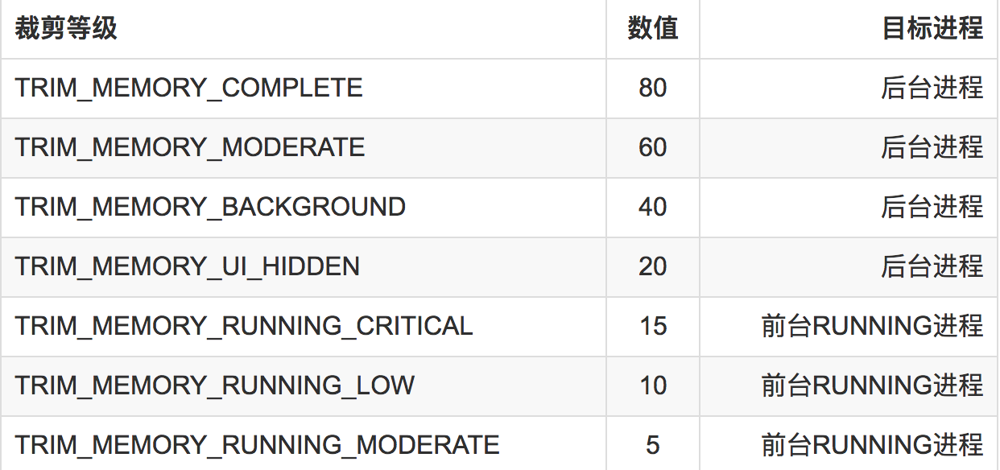 裁剪等级 数值 目标进程
TRIM_MEMORY_COMPLETE 80 后台进程
TRIM_MEMORY_MODERATE 60 后台进程
TRIM_MEMORY_BACKGROUND 40 后台进程
TRIM_MEMORY_UI_HIDDEN 20 后台进程
TRIM_MEMORY_RUNNING_CRITICAL 15 前台RUNNING进程
TRIM_MEMORY_RUNNING_LOW 10 前台RUNNING进程
TRIM_MEMORY_RUNNING_MODERATE 5 前台RUNNING进程